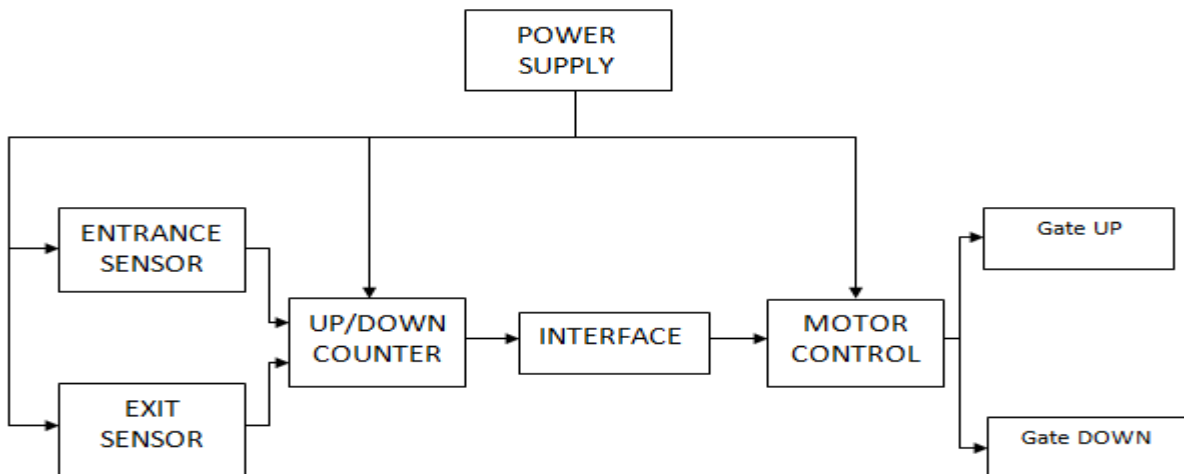 POWER
SUPPLY
ENTRANCE
SENSOR
Gate UP
UP/DOWN
COUNTER
INTERFACE
MOTOR
CONTROL
EXIT
SENSOR
Gate DOWN